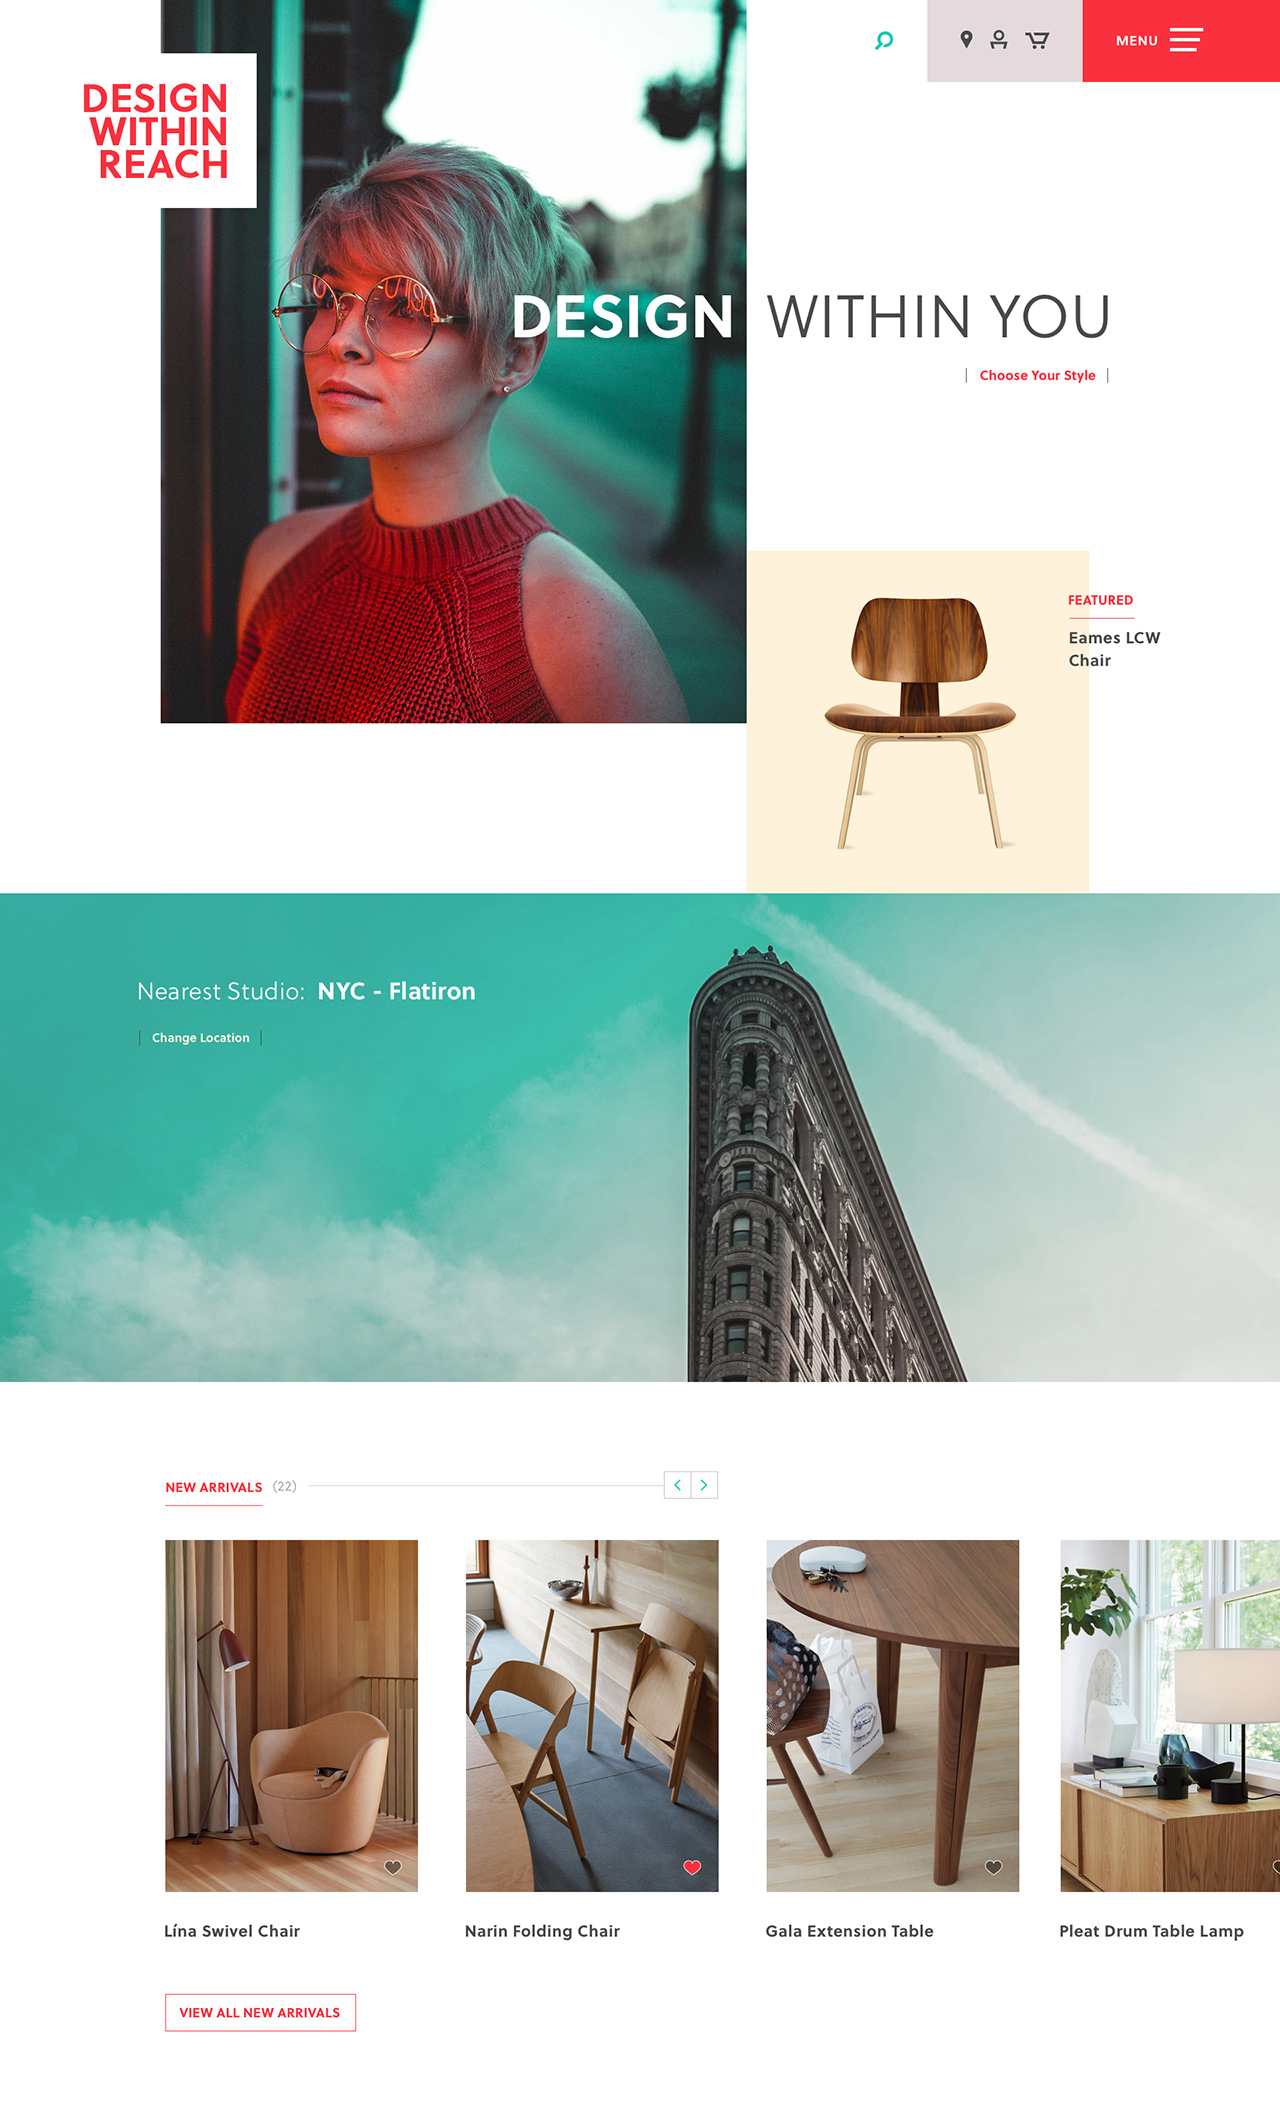 DESIGN
WITHIN
REACH
MENU
DESIGN WITHIN YOU
Choose Your Style
FEATURED
Eames LCW
Chair
Nearest Studio: NYC - Flatiron
Change Location
NEW ARRIVALS (22)
Lína Swivel Chair
Narin Folding Chair
Gala Extension Table
Pleat Drum Table Lamp
VIEW ALL NEW ARRIVALS